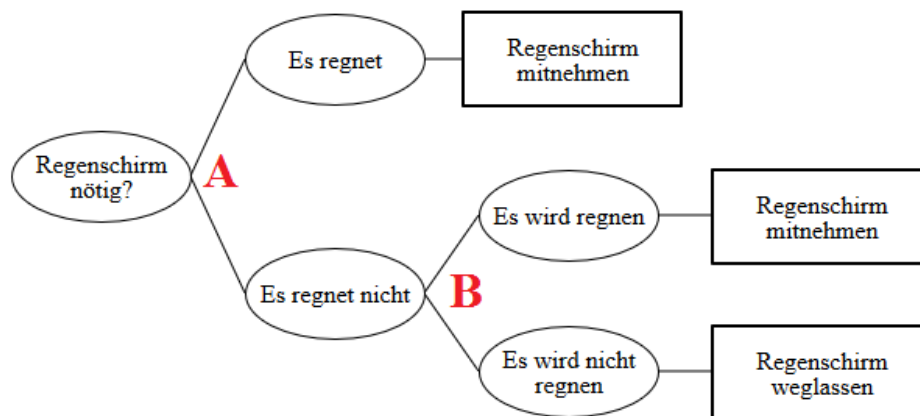 Es regnet
Regenschirm
mitnehmen
Regenschirm
nötig?
A
Es wird regnen
Regenschirm
mitnehmen
Es regnet nicht
B
Es wird nicht
regnen
Regenschirm
weglassen